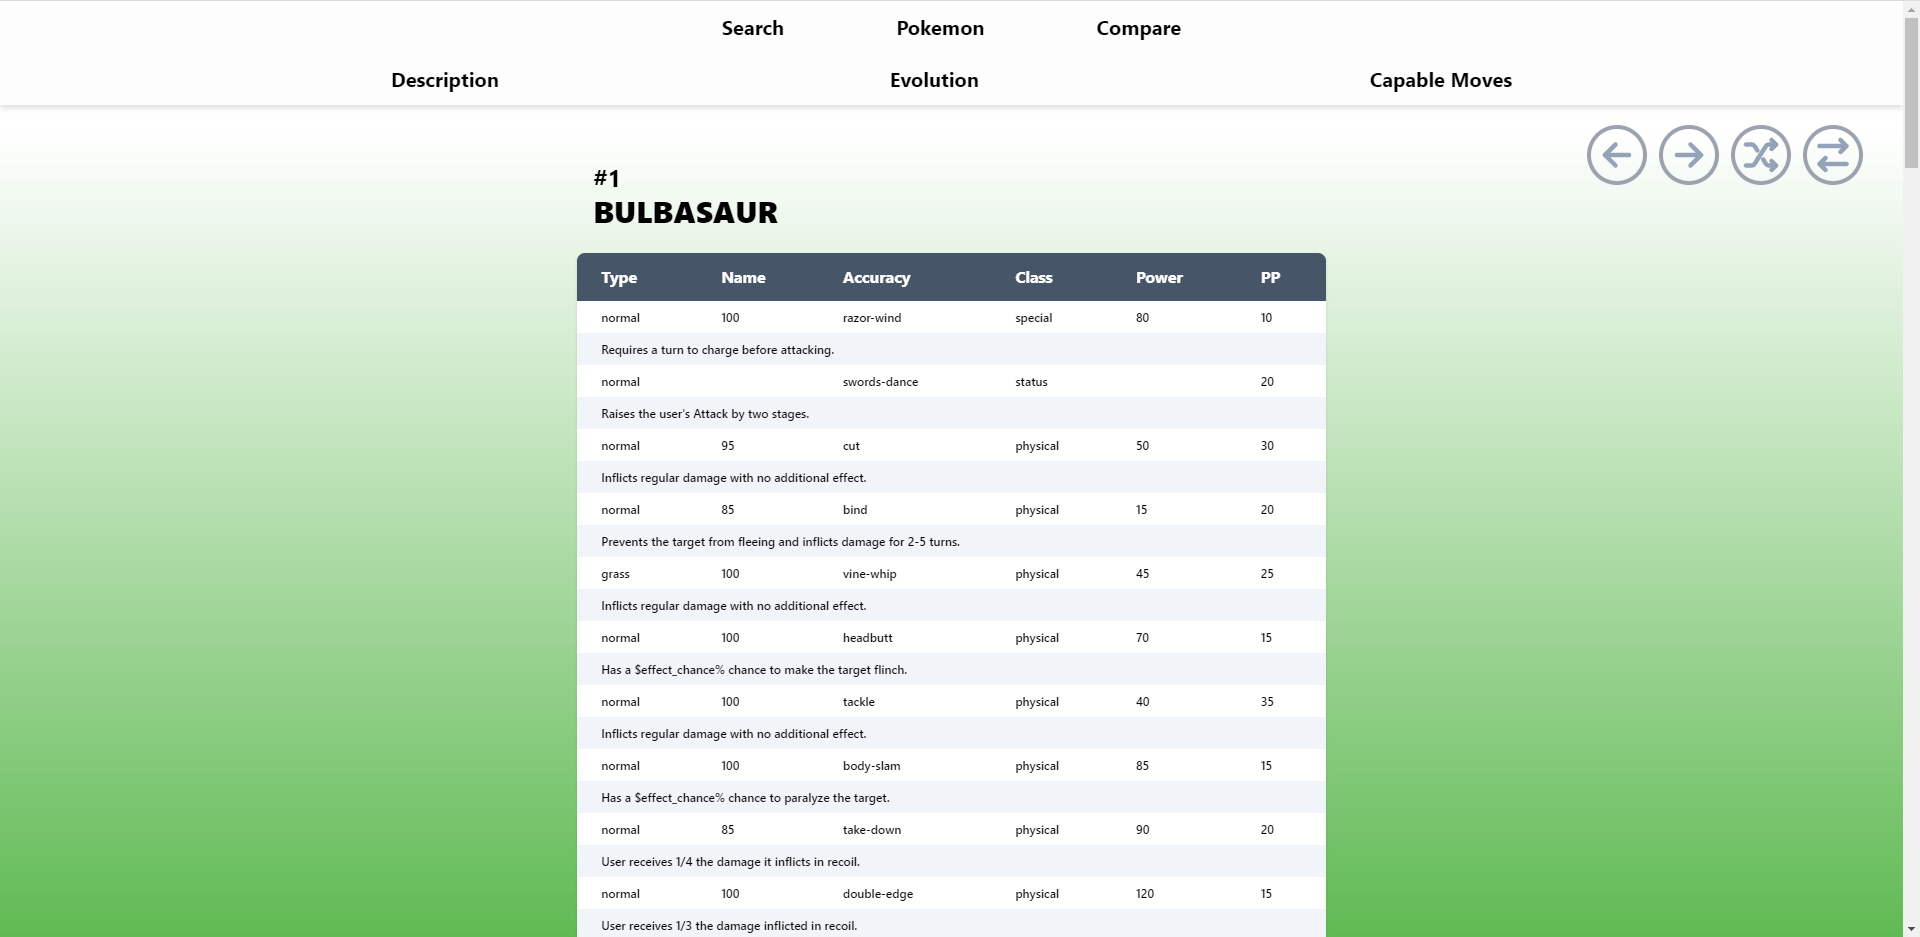 Search Pokemon Compare
Description Evolution Capable Moves
#1
BULBASAUR
Type Name Accuracy Class Power PP
normal 100 razor-wind special 80 10
Requires a turn to charge before attacking.
normal swords-dance status 20
Raises the user's Attack by two stages.
normal 95 cut physical 50 30
Inflicts regular damage with no additional effect.
normal 85 bind physical 15 20
Prevents the target from fleeing and inflicts damage for 2-5 turns.
grass 100 vine-whip physical 45 25
Inflicts regular damage with no additional effect.
normal 100 headbutt physical 70 15
Has a $effect_chance% chance to make the target flinch.
normal 100 tackle physical 40 35
Inflicts regular damage with no additional effect.
normal 100 body-slam physical 85 15
Has a $effect_chance% chance to paralyze the target.
normal 85 take-down physical 90 20
User receives 1/4 the damage it inflicts in recoil.
normal 100 double-edge physical 120 15
User receives 1/3 the damage inflicted in recoil.